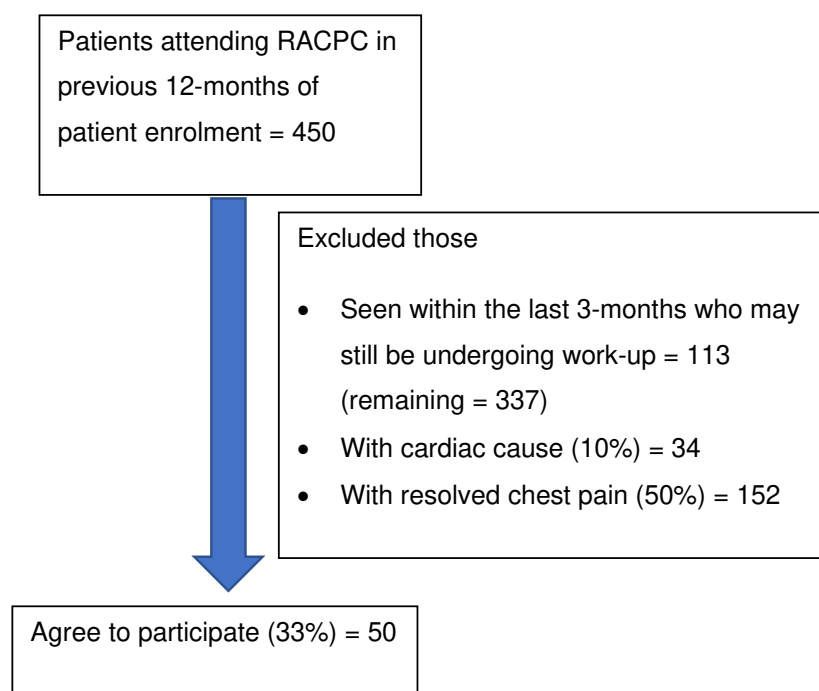 Patients attending RACPC in
previous 12-months of
patient enrolment = 450
Excluded those
• Seen within the last 3-months who may
still be undergoing work-up = 113
(remaining = 337)
• With cardiac cause (10%) = 34
• With resolved chest pain (50%) = 152
Agree to participate (33%) = 50